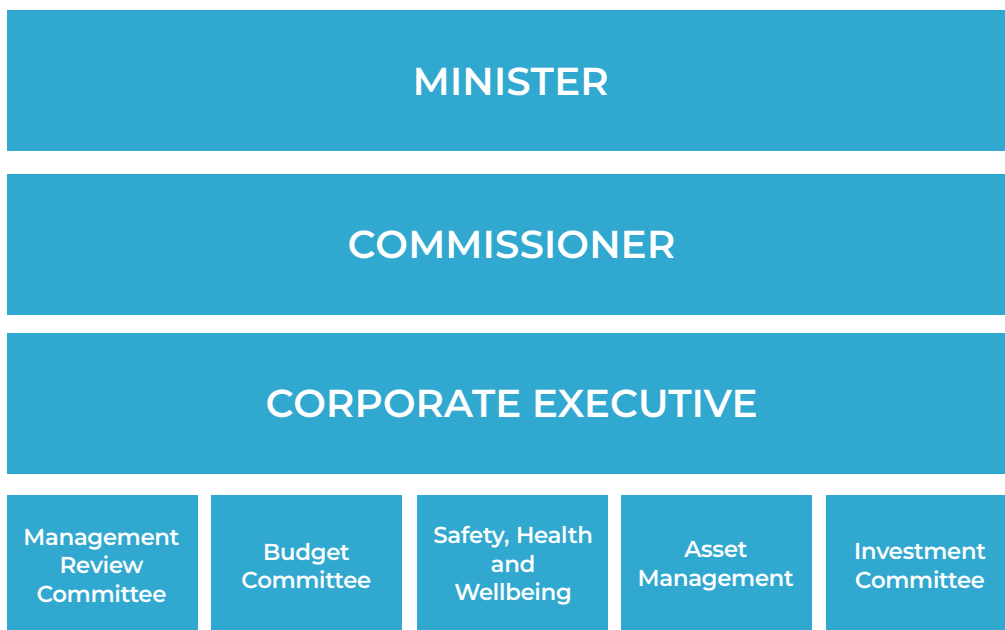 MINISTER
COMMISSIONER
CORPORATE EXECUTIVE
Management
Review
Committee
Budget
Committee
Safety, Health
and
Wellbeing
Asset
Management
Investment
Committee